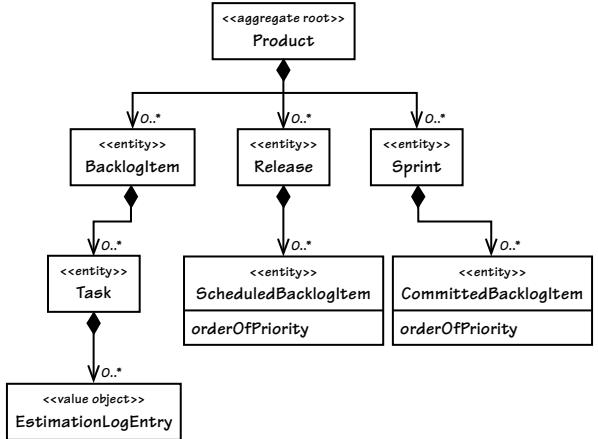 <<aggregate root>>
Product
0..*
0..*
0..*
<<entity>>
BacklogItem
<<entity>>
Release
<<entity>>
Sprint
0..*
0..*
0..*
<<entity>>
Task
<<entity>>
ScheduledBacklogItem
orderOfPriority
<<entity>>
CommittedBacklogItem
orderOfPriority
0..*
<<value object>>
EstimationLogEntry